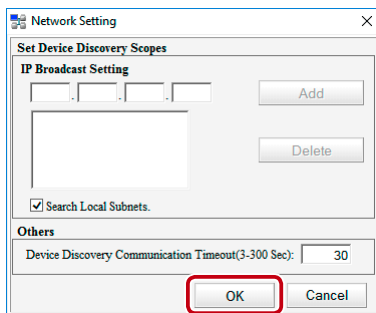 Network Setting
Set Device Discovery Scopes
IP Broadcast Setting
. . .
Add
Delete
Search Local Subnets.
Others
Device Discovery Communication Timeout(3-300 Sec): 30
OK Cancel